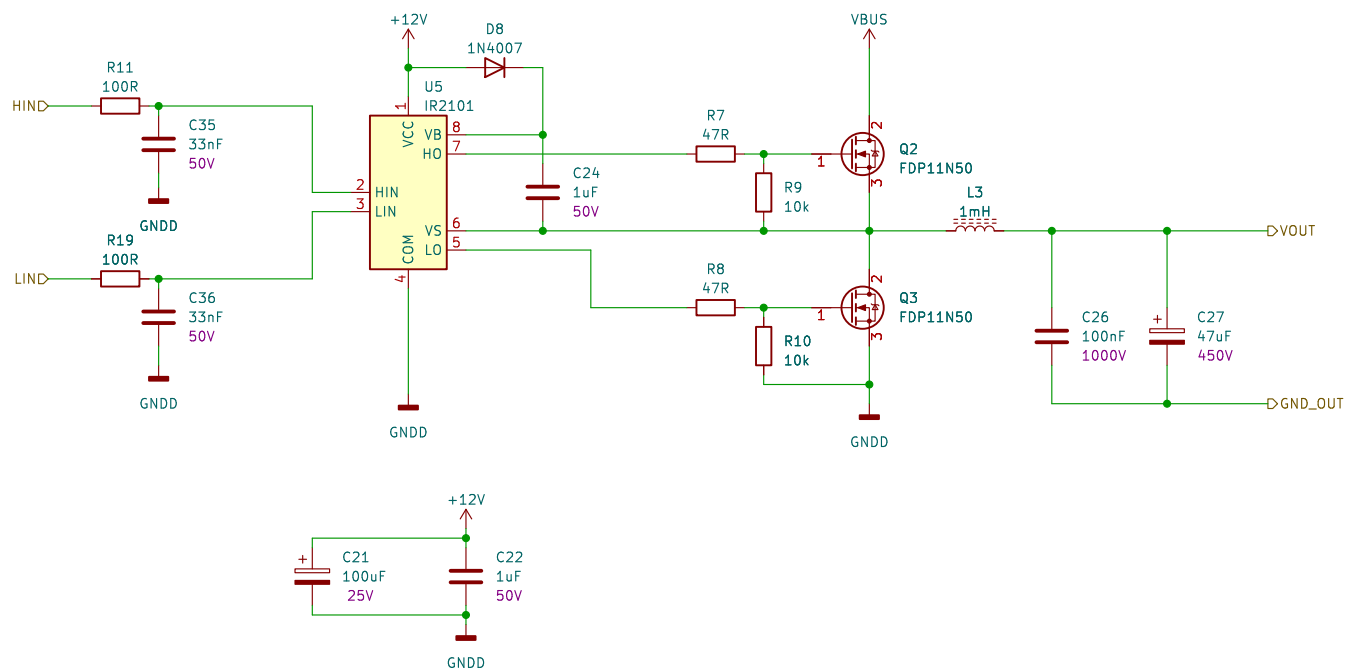 +12V
VBUS
D8
1N4007
R11
100R
HIN
U5
IR2101
1
VCC
C35
33nF
50V
VB
8
HO
7
R7
47R
2
1
Q2
FDP11N50
3
2
HIN
3
LIN
C24
1uF
50V
R9
10k
L3
1mH
GNDD
VS
6
LO
5
COM
4
VOUT
R19
100R
LIN
R8
47R
2
1
Q3
FDP11N50
3
C36
33nF
50V
R10
10k
C26
100nF
1000V
+
C27
47uF
450V
GNDD
GND_OUT
GNDD
GNDD
+12V
+
C21
100uF
25V
C22
1uF
50V
GNDD